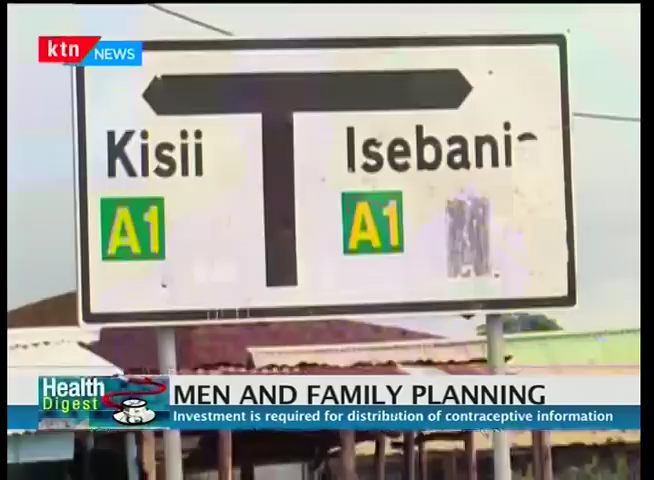 ktn NEWS
Kisii
Isebania
A1
A1
Health
Digest
MEN AND FAMILY PLANNING
Investment is required for distribution of contraceptive information